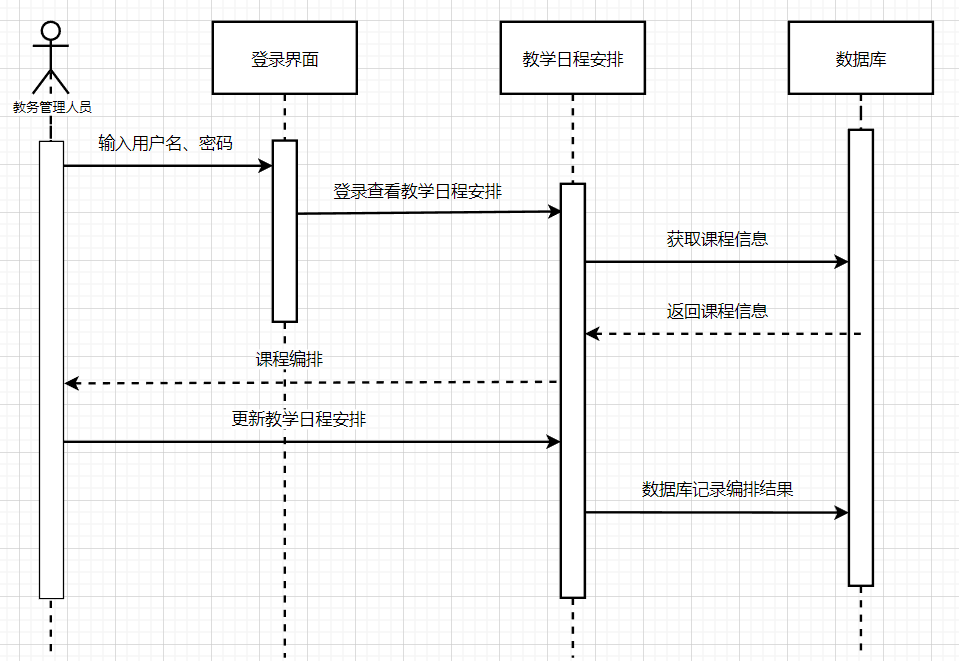 登录界面
教学日程安排
数据库
教务管理人员
输入用户名、密码
登录查看教学日程安排
获取课程信息
返回课程信息
课程编排
更新教学日程安排
数据库记录编排结果